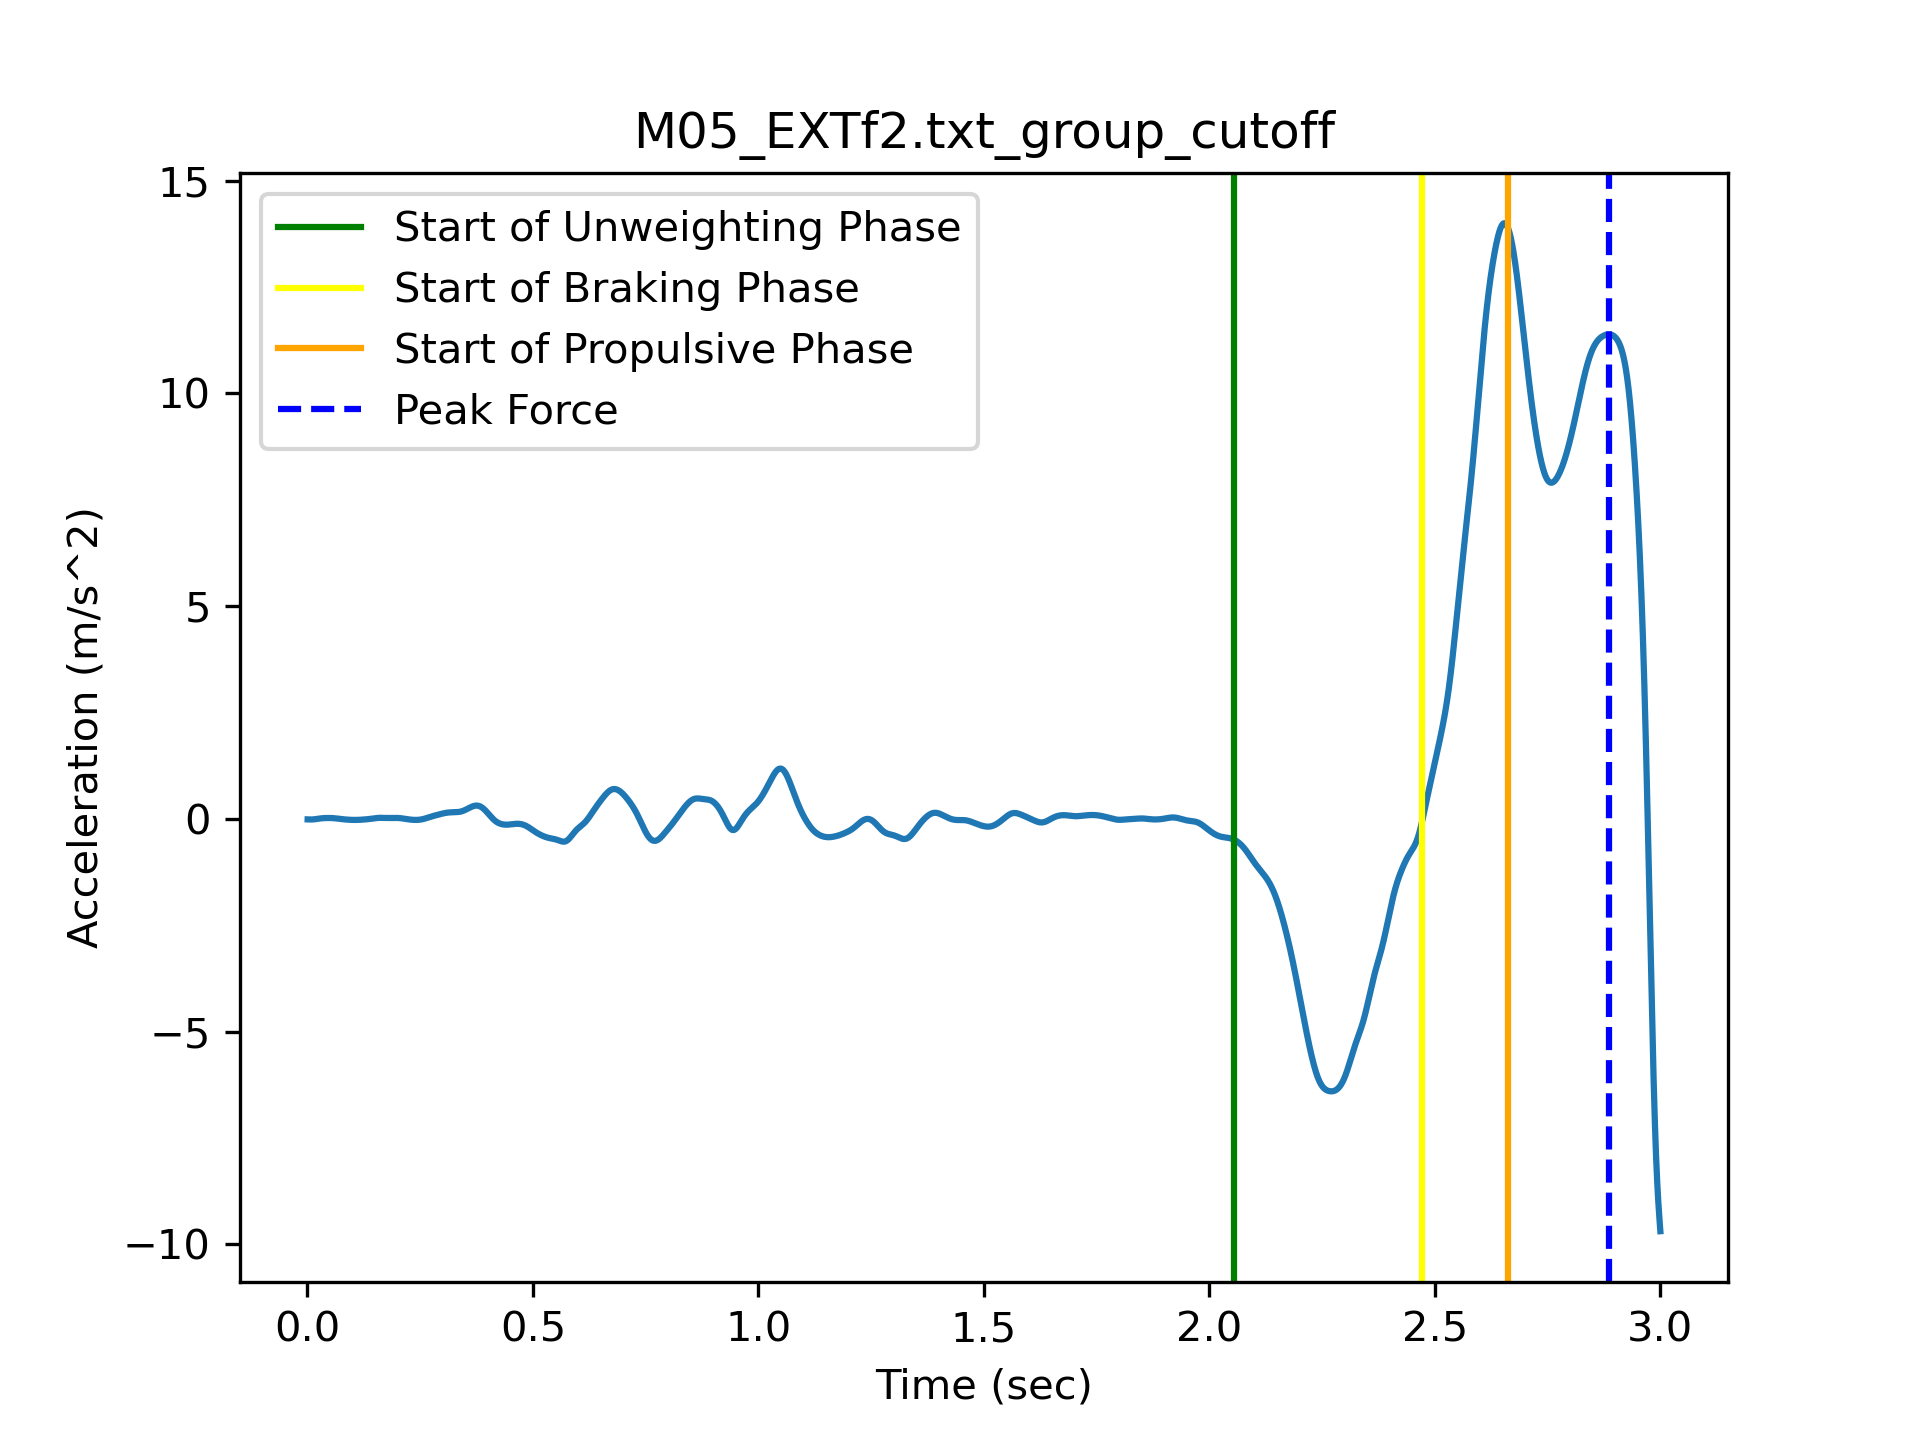 M05_EXTf2.txt_group_cutoff
Start of Unweighting Phase
Start of Braking Phase
Start of Propulsive Phase
Peak Force
15
10
5
0
−5
−10
Acceleration (m/s^2)
0.0 0.5 1.0 1.5 2.0 2.5 3.0
Time (sec)